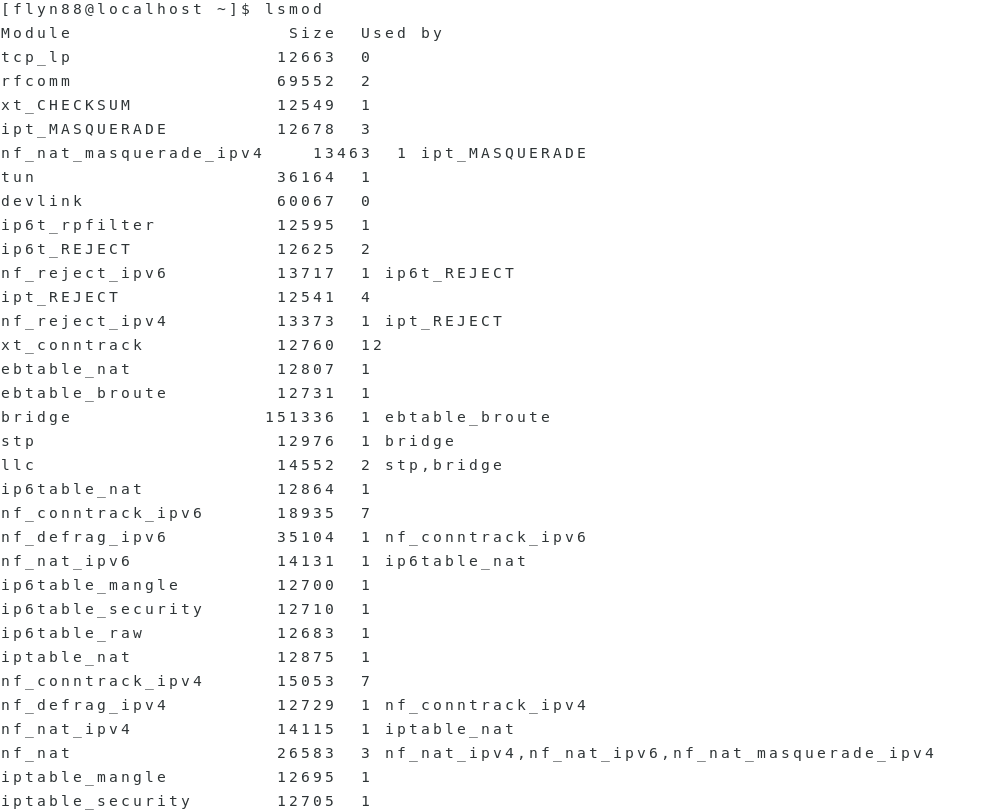 [flyn88@localhost ~]$ lsmod
Module                  Size  Used by
tcp_lp                 12663  0
rfcomm                 69552  2
xt_CHECKSUM            12549  1
ipt_MASQUERADE         12678  3
nf_nat_masquerade_ipv4    13463  1 ipt_MASQUERADE
tun                    36164  1
devlink                60067  0
ip6t_rpfilter          12595  1
ip6t_REJECT            12625  2
nf_reject_ipv6         13717  1 ip6t_REJECT
ipt_REJECT             12541  4
nf_reject_ipv4         13373  1 ipt_REJECT
xt_conntrack           12760  12
ebtable_nat            12807  1
ebtable_broute         12731  1
bridge                151336  1 ebtable_broute
stp                    12976  1 bridge
llc                    14552  2 stp,bridge
ip6table_nat           12864  1
nf_conntrack_ipv6      18935  7
nf_defrag_ipv6         35104  1 nf_conntrack_ipv6
nf_nat_ipv6            14131  1 ip6table_nat
ip6table_mangle        12700  1
ip6table_security      12710  1
ip6table_raw           12683  1
iptable_nat            12875  1
nf_conntrack_ipv4      15053  7
nf_defrag_ipv4         12729  1 nf_conntrack_ipv4
nf_nat_ipv4            14115  1 iptable_nat
nf_nat                 26583  3 nf_nat_ipv4,nf_nat_ipv6,nf_nat_masquerade_ipv4
iptable_mangle         12695  1
iptable_security       12705  1